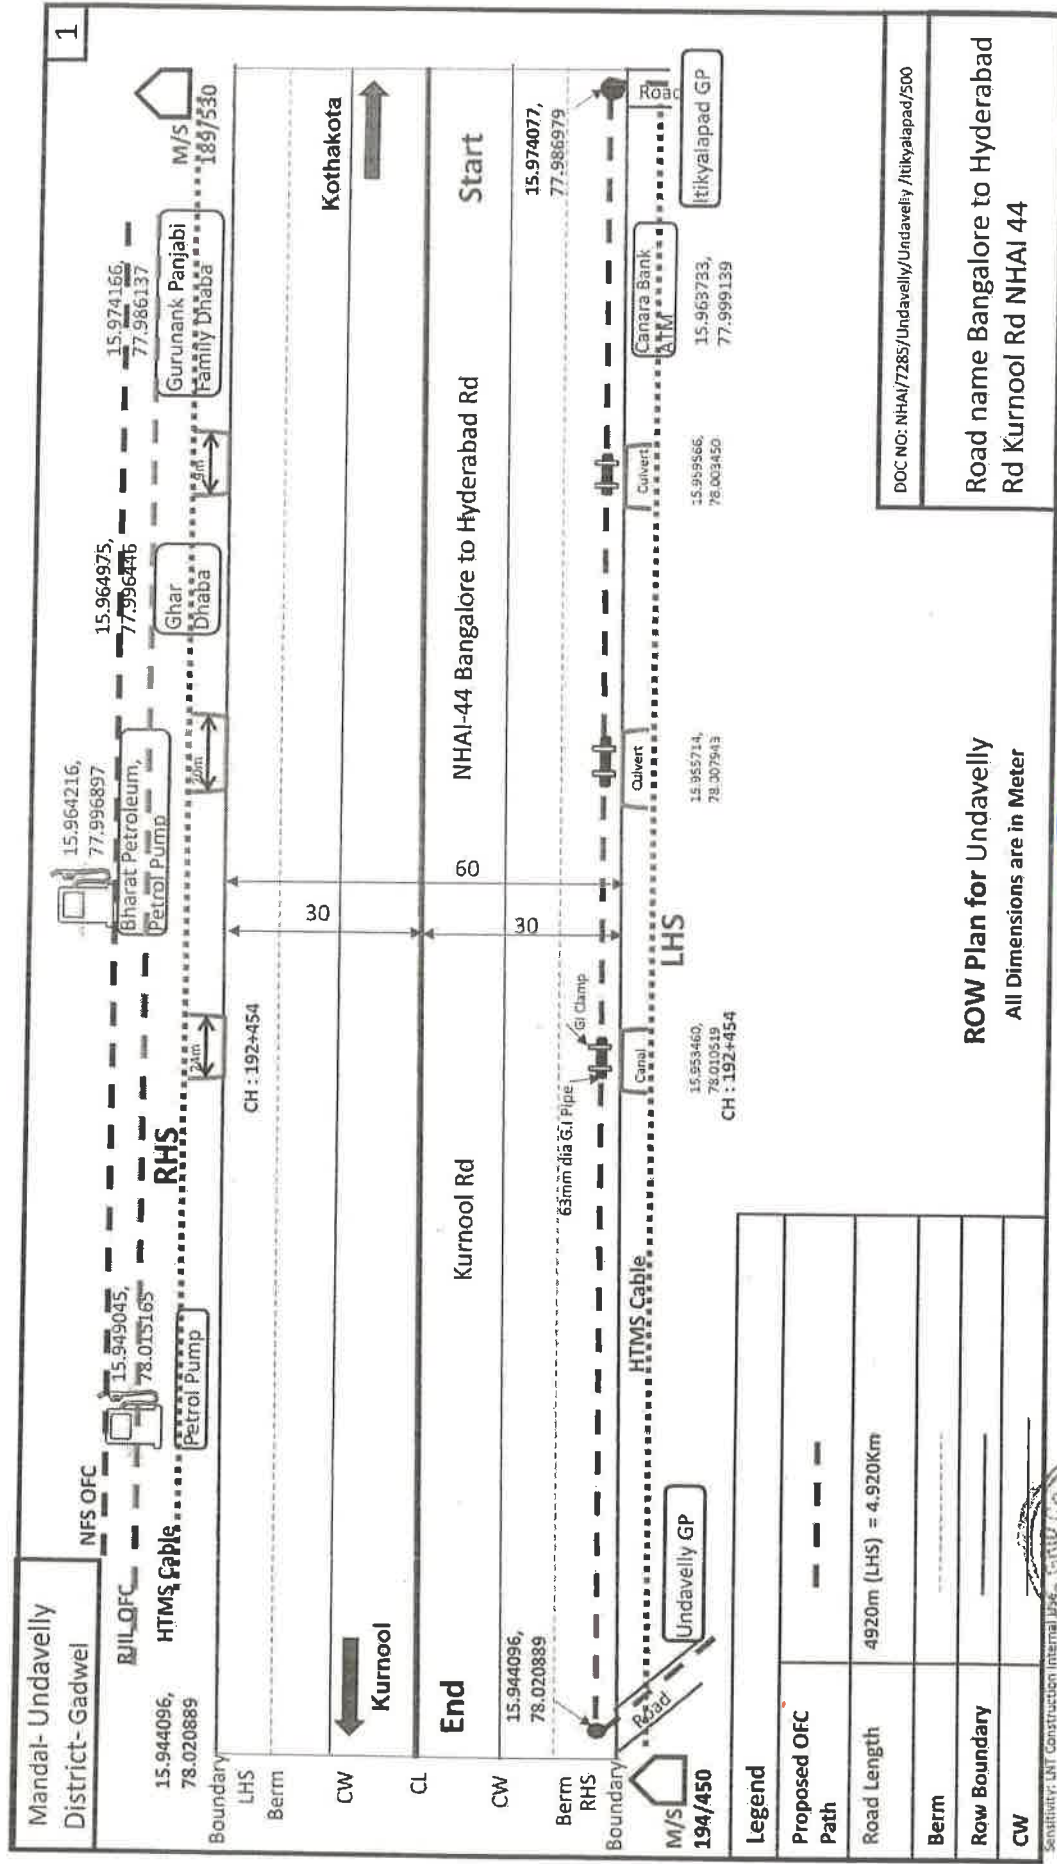 1
Mandal- Undavelly
District- Gadwel
NFS OFC
RJIL OFC
HTMS Cable
15.944096,
78.020889
15.949045,
78.015165
Petrol Pump
RHS
24m
CH : 192+454
15.964216,
77.996897
Bharat Petroleum,
Petrol Pump
15.964975,
77.996446
Ghar
Dhaba
9m
15.974166,
77.986137
Gurunank Panjabi
Family Dhaba
M/S
189/530
Boundary
LHS
Berm
CW
CL
CW
Berm
RHS
Boundary
Kurnool
Kothakota
End
Start
Kurnool Rd
NHAI-44 Bangalore to Hyderabad Rd
30
60
30
15.944096,
78.020889
15.974077,
77.986979
63mm dia G.I Pipe
GI Clamp
Road
Canal
Culvert
Culvert
Canara Bank
ATM
Road
M/S
194/450
Undavelly GP
HTMS Cable
LHS
15.953460,
78.010519
CH : 192+454
15.955714,
78.007943
15.959566,
78.003450
15.963733,
77.999139
Itikyalapad GP
Legend
Proposed OFC
Path
Road Length
4920m (LHS) = 4.920Km
Berm
Row Boundary
CW
ROW Plan for Undavelly
All Dimensions are in Meter
DOC NO: NHAI/7285/Undavelly/Undavelly /Itikyalapad/500
Road name Bangalore to Hyderabad
Rd Kurnool Rd NHAI 44
Sensitivity: LNT Construction Internal Use